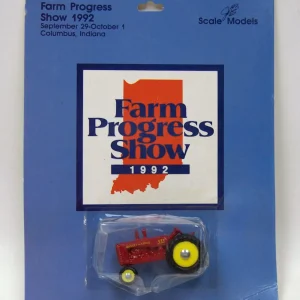 Farm Progress
Show 1992
September 29-October 1
Columbus, Indiana
Scale Models
Farm
Progress
Show
1992